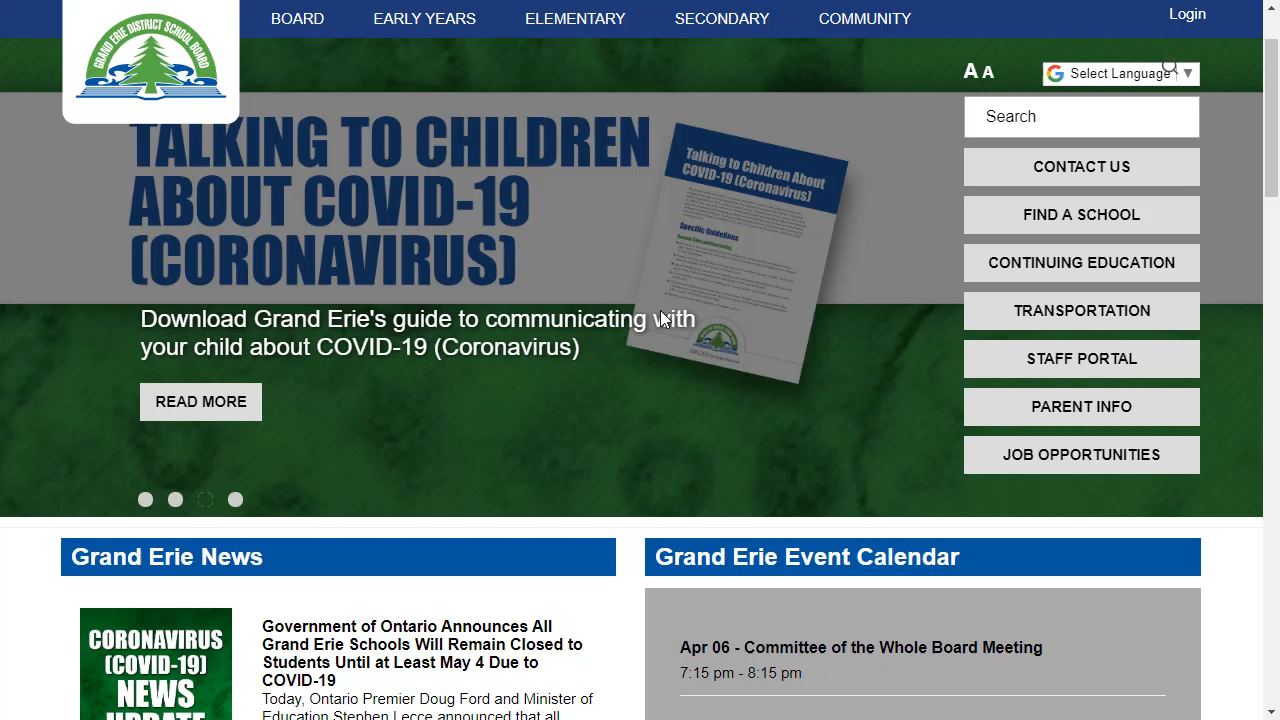 BOARD
EARLY YEARS
ELEMENTARY
SECONDARY
COMMUNITY
Login
GRAND ERIE DISTRICT SCHOOL BOARD
A A
Select Language ▼
Search
TALKING TO CHILDREN
ABOUT COVID-19
(CORONAVIRUS)
Talking to Children About
COVID-19 (Coronavirus)
Specific Guidelines
Download Grand Erie's guide to communicating with
your child about COVID-19 (Coronavirus)
READ MORE
CONTACT US
FIND A SCHOOL
CONTINUING EDUCATION
TRANSPORTATION
STAFF PORTAL
PARENT INFO
JOB OPPORTUNITIES
Grand Erie News
CORONAVIRUS
(COVID-19)
NEWS
UPDATE
Government of Ontario Announces All
Grand Erie Schools Will Remain Closed to
Students Until at Least May 4 Due to
COVID-19
Today, Ontario Premier Doug Ford and Minister of
Education Stephen Lecce announced that all
Grand Erie Event Calendar
Apr 06 - Committee of the Whole Board Meeting
7:15 pm - 8:15 pm